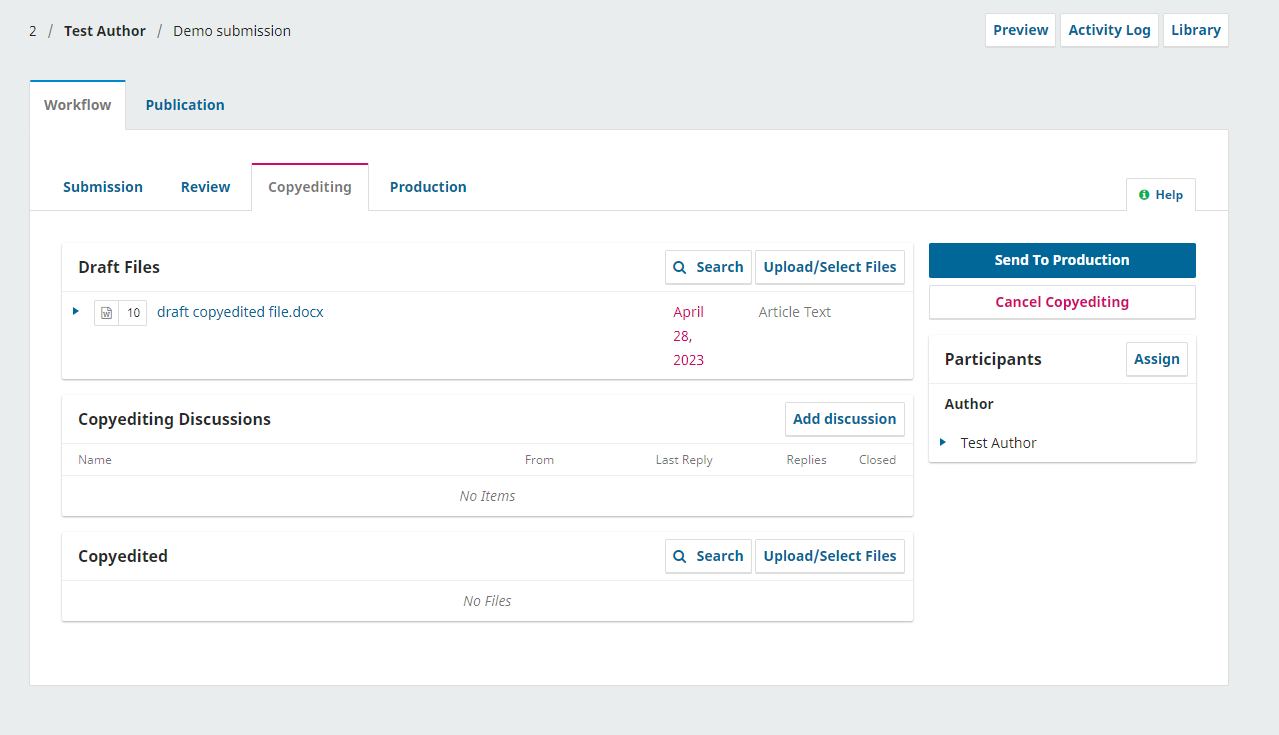 2 / Test Author / Demo submission
Preview Activity Log Library
Workflow Publication
Submission Review Copyediting Production
Help
Draft Files Search Upload/Select Files
10 draft copyedited file.docx April 28, 2023 Article Text
Copyediting Discussions Add discussion
Name From Last Reply Replies Closed
No Items
Copyedited Search Upload/Select Files
No Files
Send To Production
Cancel Copyediting
Participants Assign
Author
Test Author